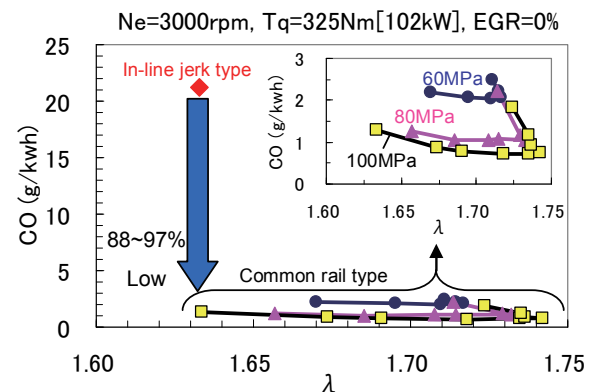 Ne=3000rpm, Tq=325Nm[102kW], EGR=0%
In-line jerk type
CO (g/kwh)
25
20
15
10
5
0
88~97%
Low
Common rail type
1.60
1.65
1.70
1.75
λ
CO (g/kwh)
3
2
1
0
60MPa
80MPa
100MPa
1.60
1.65
1.70
1.75
λ